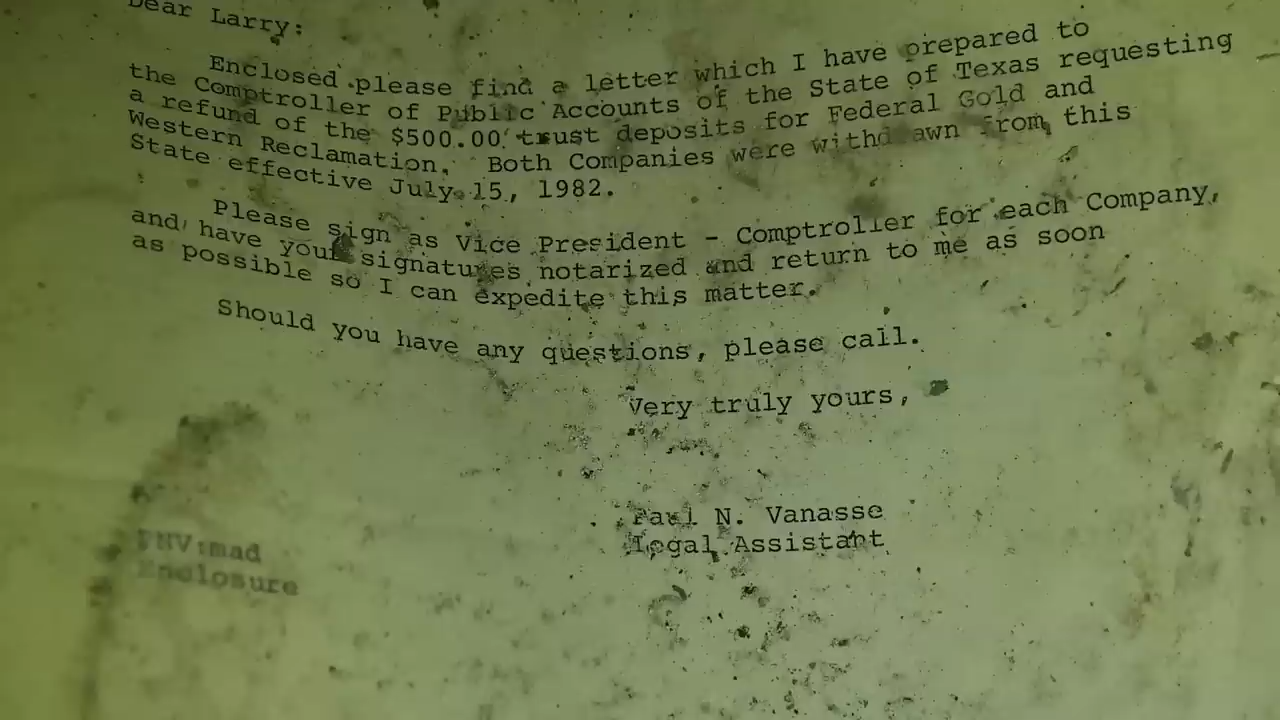 Dear Larry:
Enclosed please find a letter which I have prepared to
the Comptroller of Public Accounts of the State of Texas requesting
a refund of the $500.00 trust deposits for Federal Gold and
Western Reclamation. Both Companies were withdrawn from this
State effective July 15, 1982.
Please sign as Vice President - Comptroller for each Company,
and have your signatures notarized and return to me as soon
as possible so I can expedite this matter.
Should you have any questions, please call.
Very truly yours,
Paul N. Vanasse
Legal Assistant
PNV:mad
Enclosure